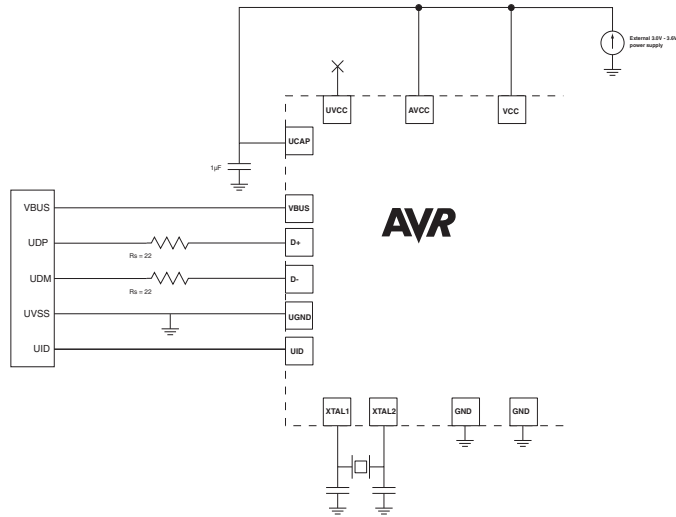 External 3.0V - 3.6V
power supply
UVCC
AVCC
VCC
UCAP
1µF
VBUS
VBUS
UDP
Rs = 22
D+
UDM
Rs = 22
D-
UVSS
UGND
UID
UID
AVR
XTAL1
XTAL2
GND
GND